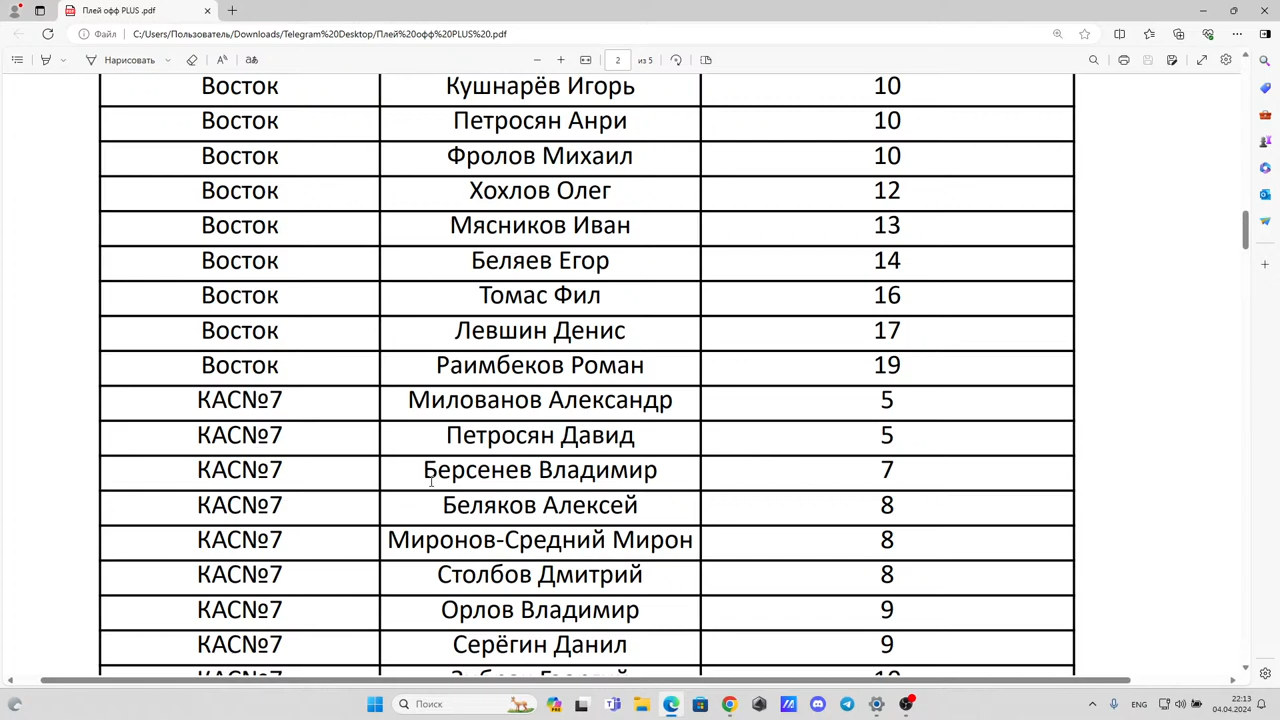 Плей офф PLUS .pdf
Файл C:/Users/Пользователь/Downloads/Telegram%20Desktop/Плей%20офф%20PLUS%20.pdf
Нарисовать 2 из 5
Восток Кушнарёв Игорь 10
Восток Петросян Анри 10
Восток Фролов Михаил 10
Восток Хохлов Олег 12
Восток Мясников Иван 13
Восток Беляев Егор 14
Восток Томас Фил 16
Восток Левшин Денис 17
Восток Раимбеков Роман 19
КАС№7 Милованов Александр 5
КАС№7 Петросян Давид 5
КАС№7 Берсенев Владимир 7
КАС№7 Беляков Алексей 8
КАС№7 Миронов-Средний Мирон 8
КАС№7 Столбов Дмитрий 8
КАС№7 Орлов Владимир 9
КАС№7 Серёгин Данил 9
Поиск ENG 22:13
04.04.2024